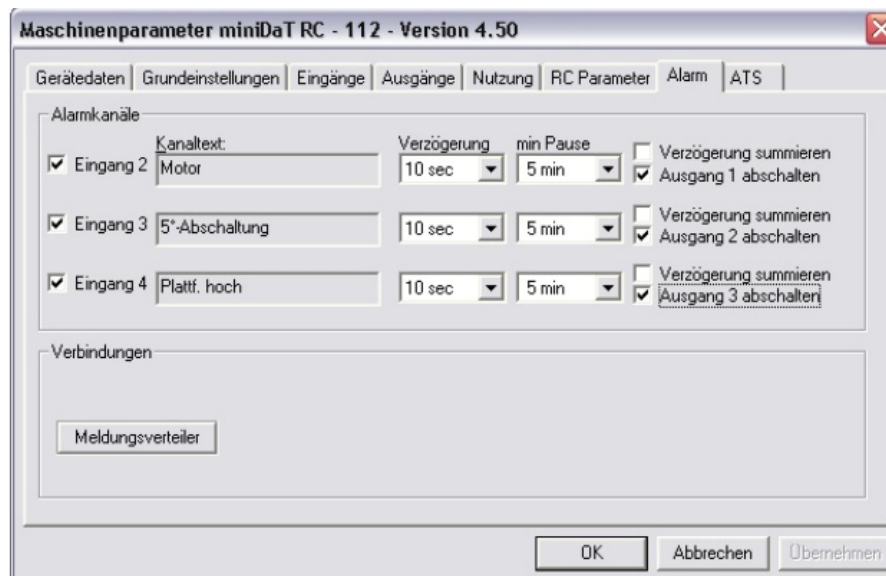 Maschinenparameter miniDaT RC - 112 - Version 4.50
Gerätedaten Grundeinstellungen Eingänge Ausgänge Nutzung RC Parameter Alarm ATS
Alarmkanäle
Kanaltext: Verzögerung min Pause
Eingang 2 Motor 10 sec 5 min Verzögerung summieren
Ausgang 1 abschalten
Eingang 3 5°-Abschaltung 10 sec 5 min Verzögerung summieren
Ausgang 2 abschalten
Eingang 4 Plattf. hoch 10 sec 5 min Verzögerung summieren
Ausgang 3 abschalten
Verbindungen
Meldungsverteiler
OK Abbrechen Übernehmen